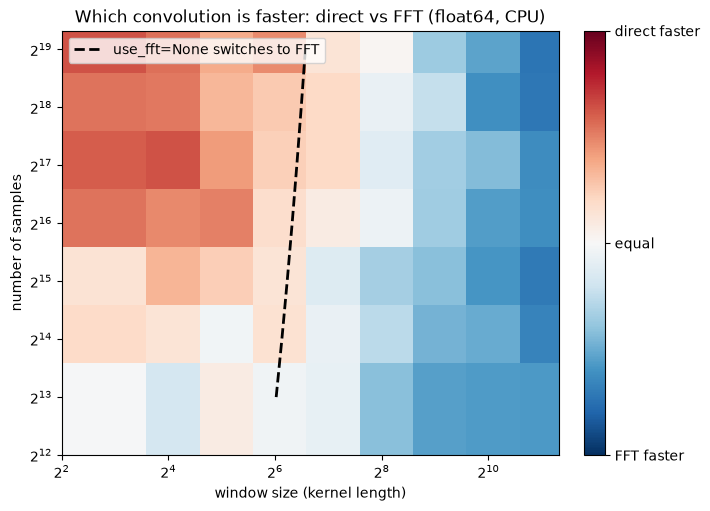 Which convolution is faster: direct vs FFT (float64, CPU)
use_fft=None switches to FFT
number of samples
2^19
2^18
2^17
2^16
2^15
2^14
2^13
2^12
2^2 2^4 2^6 2^8 2^10
window size (kernel length)
direct faster
equal
FFT faster